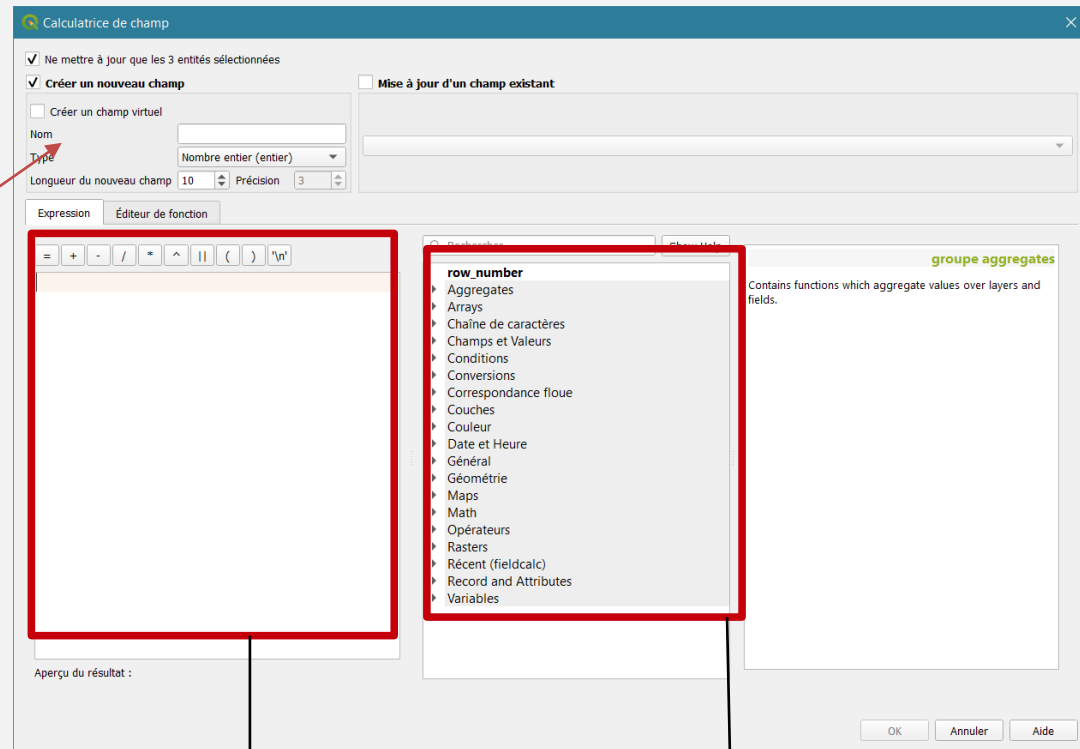 Calculatrice de champ
Ne mettre à jour que les 3 entités sélectionnées
Créer un nouveau champ
Mise à jour d'un champ existant
Créer un champ virtuel
Nom
Type Nombre entier (entier)
Longueur du nouveau champ 10 Précision 3
Expression Éditeur de fonction
Rechercher Show Help
= + - / * ^ || ( ) '\n'
row_number
Aggregates
Arrays
Chaîne de caractères
Champs et Valeurs
Conditions
Conversions
Correspondance floue
Couches
Couleur
Date et Heure
Général
Géométrie
Maps
Math
Opérateurs
Rasters
Récent (fieldcalc)
Record and Attributes
Variables
groupe aggregates
Contains functions which aggregate values over layers and
fields.
Aperçu du résultat :
OK Annuler Aide